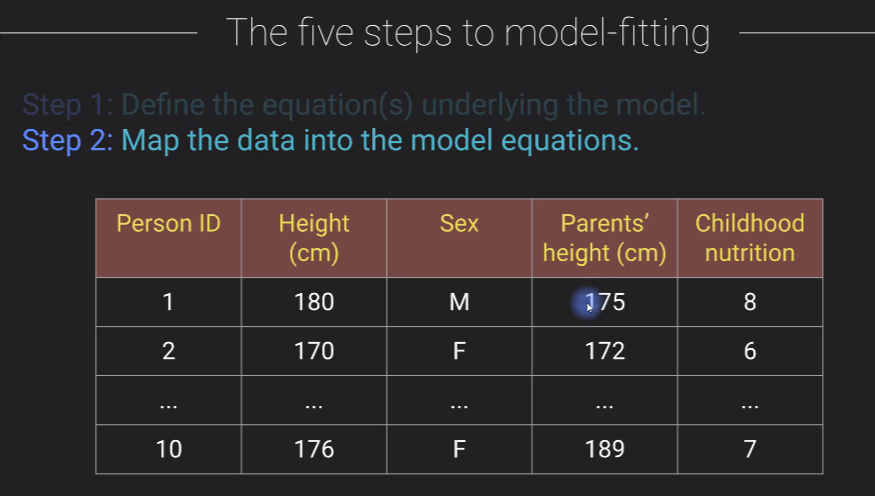 The five steps to model-fitting
Step 1: Define the equation(s) underlying the model.
Step 2: Map the data into the model equations.
Person ID Height (cm) Sex Parents’ height (cm) Childhood nutrition
1 180 M 175 8
2 170 F 172 6
... ... ... ... ...
10 176 F 189 7